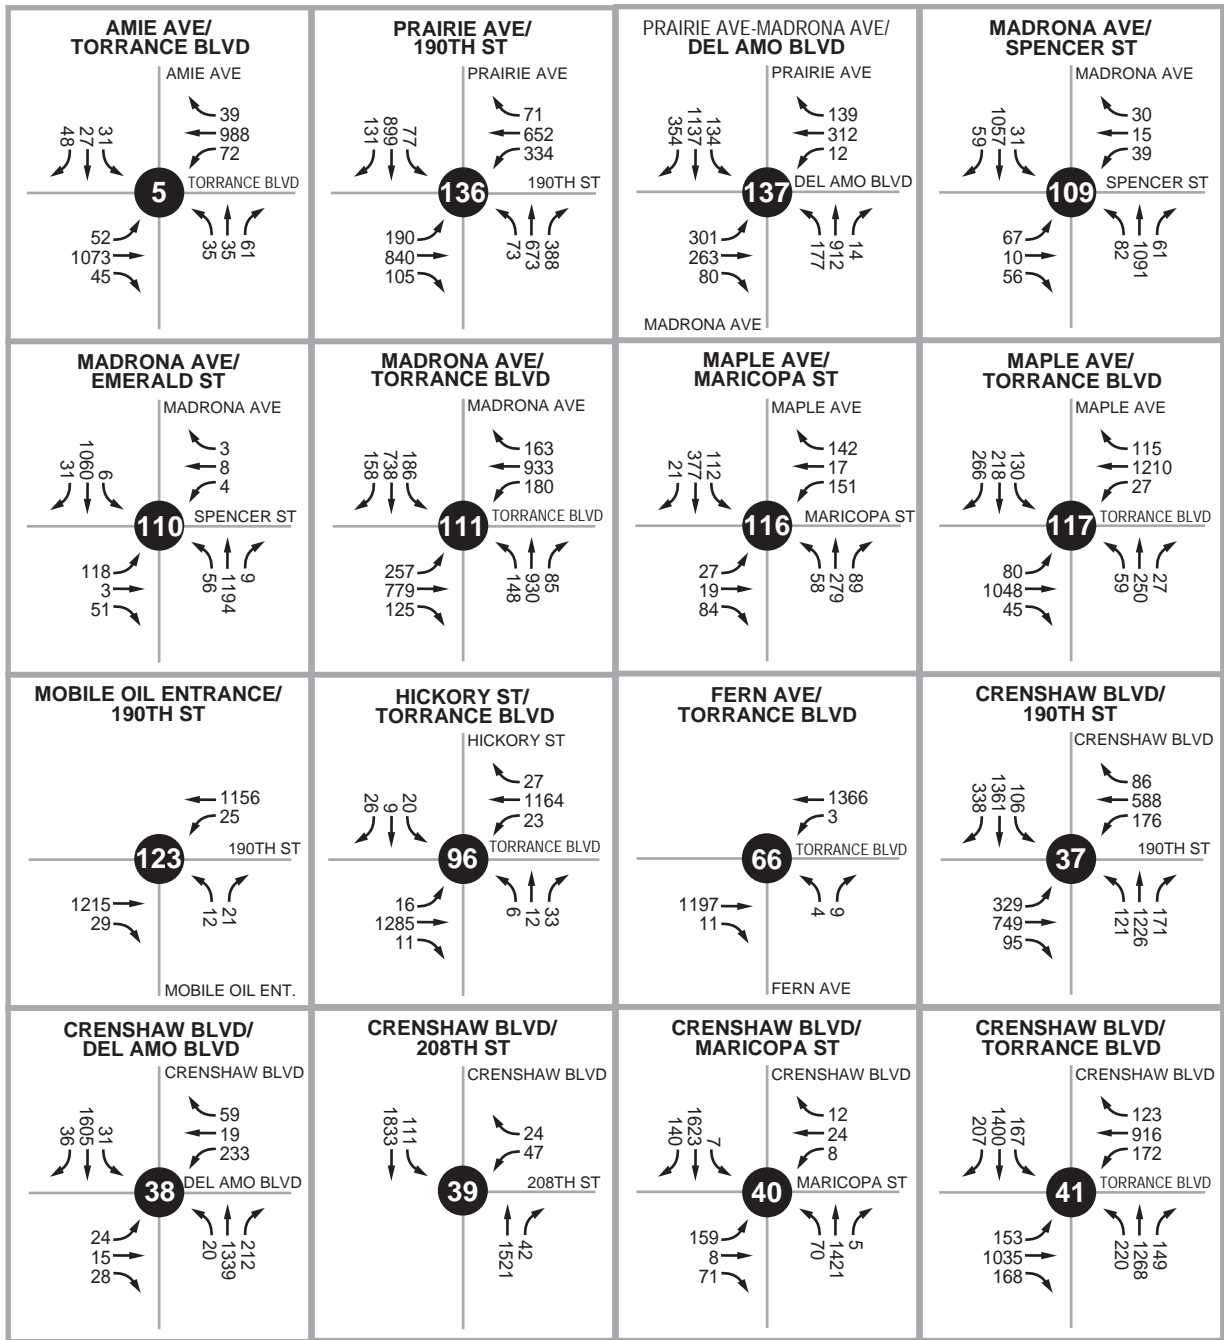 AMIE AVE/
TORRANCE BLVD
AMIE AVE
39
988
72
48
27
31
5
TORRANCE BLVD
52
1073
45
35
35
61
PRAIRIE AVE/
190TH ST
PRAIRIE AVE
71
652
334
131
899
77
136
190TH ST
190
840
105
73
673
388
PRAIRIE AVE-MADRONA AVE/
DEL AMO BLVD
PRAIRIE AVE
139
312
12
354
1137
134
137
DEL AMO BLVD
301
263
80
177
912
14
MADRONA AVE
MADRONA AVE/
SPENCER ST
MADRONA AVE
30
15
39
59
1057
31
109
SPENCER ST
67
10
56
82
1091
61
MADRONA AVE/
EMERALD ST
MADRONA AVE
3
8
4
31
1060
6
110
SPENCER ST
118
3
51
56
1194
9
MADRONA AVE/
TORRANCE BLVD
MADRONA AVE
163
933
180
158
738
186
111
TORRANCE BLVD
257
779
125
148
930
85
MAPLE AVE/
MARICOPA ST
MAPLE AVE
142
17
151
21
377
112
116
MARICOPA ST
27
19
84
58
279
89
MAPLE AVE/
TORRANCE BLVD
MAPLE AVE
115
1210
27
266
218
130
117
TORRANCE BLVD
80
1048
45
59
250
27
MOBILE OIL ENTRANCE/
190TH ST
1156
25
123
190TH ST
1215
29
12
21
MOBILE OIL ENT.
HICKORY ST/
TORRANCE BLVD
HICKORY ST
27
1164
23
26
9
20
96
TORRANCE BLVD
16
1285
11
6
12
33
FERN AVE/
TORRANCE BLVD
1366
3
66
TORRANCE BLVD
1197
11
4
9
FERN AVE
CRENSHAW BLVD/
190TH ST
CRENSHAW BLVD
86
588
176
338
1361
106
37
190TH ST
329
749
95
121
1226
171
CRENSHAW BLVD/
DEL AMO BLVD
CRENSHAW BLVD
59
19
233
36
1605
31
38
DEL AMO BLVD
24
15
28
20
1339
212
CRENSHAW BLVD/
208TH ST
CRENSHAW BLVD
24
47
1833
111
39
208TH ST
1521
42
CRENSHAW BLVD/
MARICOPA ST
CRENSHAW BLVD
12
24
8
140
1623
7
40
MARICOPA ST
159
8
71
70
1421
5
CRENSHAW BLVD/
TORRANCE BLVD
CRENSHAW BLVD
123
916
172
207
1400
167
41
TORRANCE BLVD
153
1035
168
220
1268
149